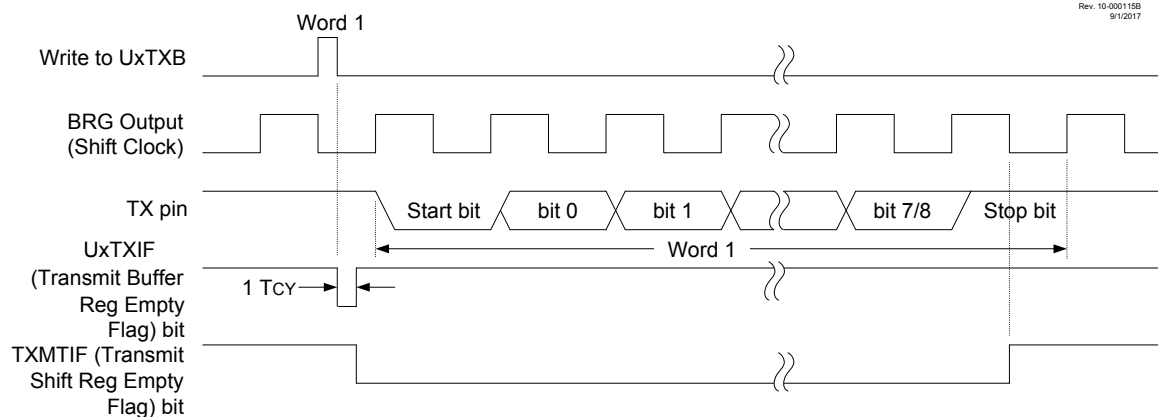 Rev. 10-000115B
9/1/2017
Word 1
Write to UxTXB
BRG Output
(Shift Clock)
TX pin
Start bit
bit 0
bit 1
bit 7/8
Stop bit
Word 1
UxTXIF
(Transmit Buffer
Reg Empty
Flag) bit
1 TCY
TXMTIF (Transmit
Shift Reg Empty
Flag) bit